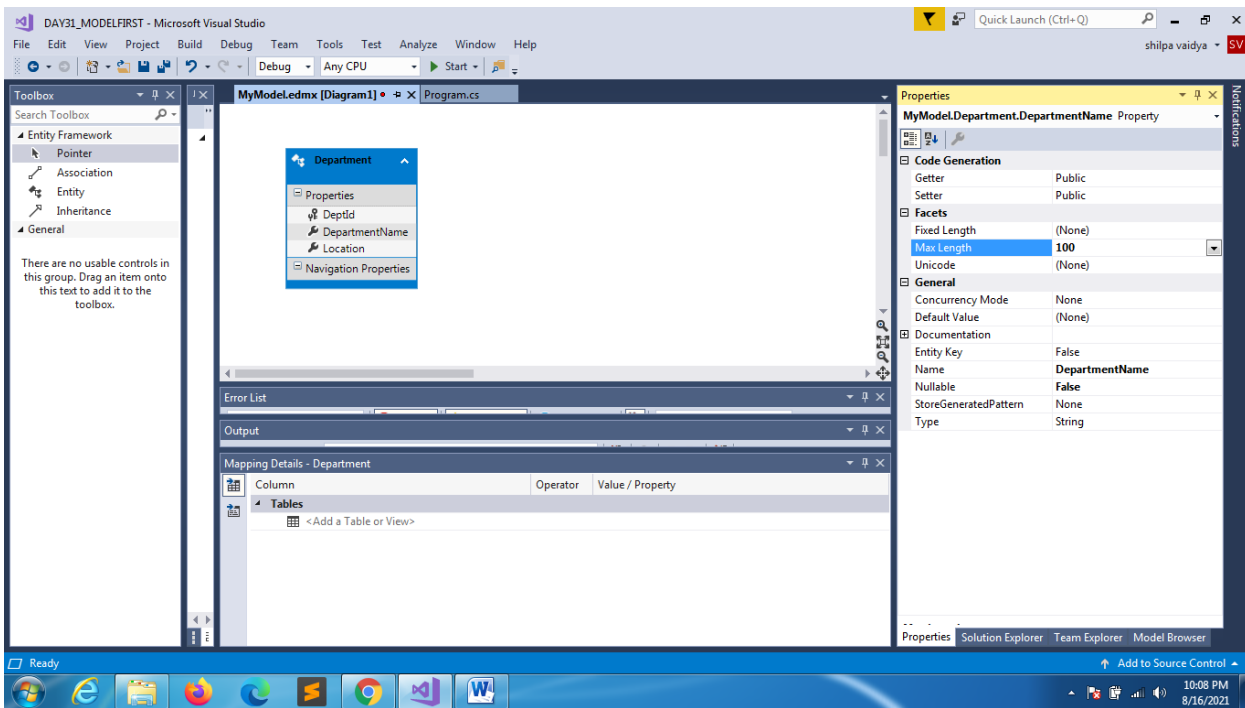 DAY31_MODELFIRST - Microsoft Visual Studio
Quick Launch (Ctrl+Q)
File Edit View Project Build Debug Team Tools Test Analyze Window Help
shilpa vaidya SV
Debug Any CPU Start
Toolbox
Search Toolbox
Entity Framework
Pointer
Association
Entity
Inheritance
General
There are no usable controls in
this group. Drag an item onto
this text to add it to the
toolbox.
MyModel.edmx [Diagram1] Program.cs
Department
Properties
DeptId
DepartmentName
Location
Navigation Properties
Error List
Output
Mapping Details - Department
Column Operator Value / Property
Tables
<Add a Table or View>
Properties
MyModel.Department.DepartmentName Property
Code Generation
Getter Public
Setter Public
Facets
Fixed Length (None)
Max Length 100
Unicode (None)
General
Concurrency Mode None
Default Value (None)
Documentation
Entity Key False
Name DepartmentName
Nullable False
StoreGeneratedPattern None
Type String
Properties Solution Explorer Team Explorer Model Browser
Notifications
Ready
Add to Source Control
10:08 PM
8/16/2021